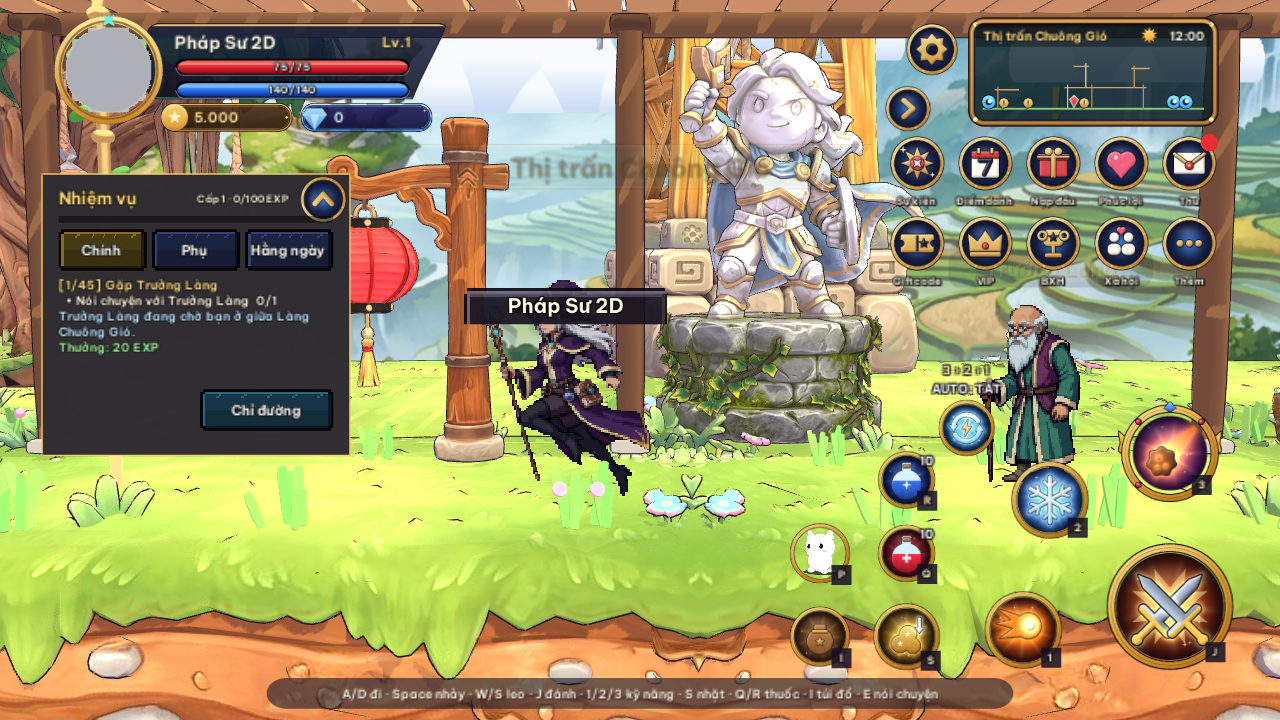 Pháp Sư 2D
Lv.1
75/75
140/140
5.000
0
Thị trấn Chuông Gió
12:00
Thị trấn Chuông
Nhiệm vụ
Cấp 1 · 0/100 EXP
Chính
Phụ
Hằng ngày
[1/45] Gặp Trưởng Làng
• Nói chuyện với Trưởng Làng 0/1
Trưởng Làng đang chờ bạn ở giữa Làng
Chuông Gió.
Thưởng: 20 EXP
Chỉ đường
Sự kiện
Điểm danh
Nạp đầu
Phúc lợi
Thư
7
Giftcode
VIP
BXH
Xã hội
Thêm
Pháp Sư 2D
AUTO: TẮT
10
R
3
2
10
Q
P
I
S
1
J
A/D đi · Space nhảy · W/S leo · J đánh · 1/2/3 kỹ năng · S nhặt · Q/R thuốc · I túi đồ · E nói chuyện